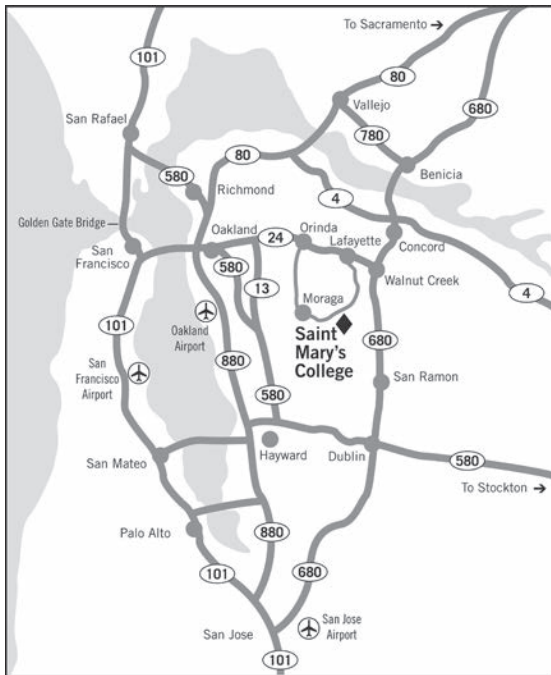 To Sacramento →
101
80
Vallejo
680
San Rafael
780
80
Benicia
580
Richmond
4
Golden Gate Bridge
Oakland
24
Orinda
Lafayette
Concord
San
Francisco
580
Walnut Creek
13
Moraga
4
101
Oakland
Airport
Saint
Mary's
College
680
880
San
Francisco
Airport
San Ramon
580
Hayward
Dublin
San Mateo
580
To Stockton →
Palo Alto
880
101
680
San Jose
Airport
San Jose
101